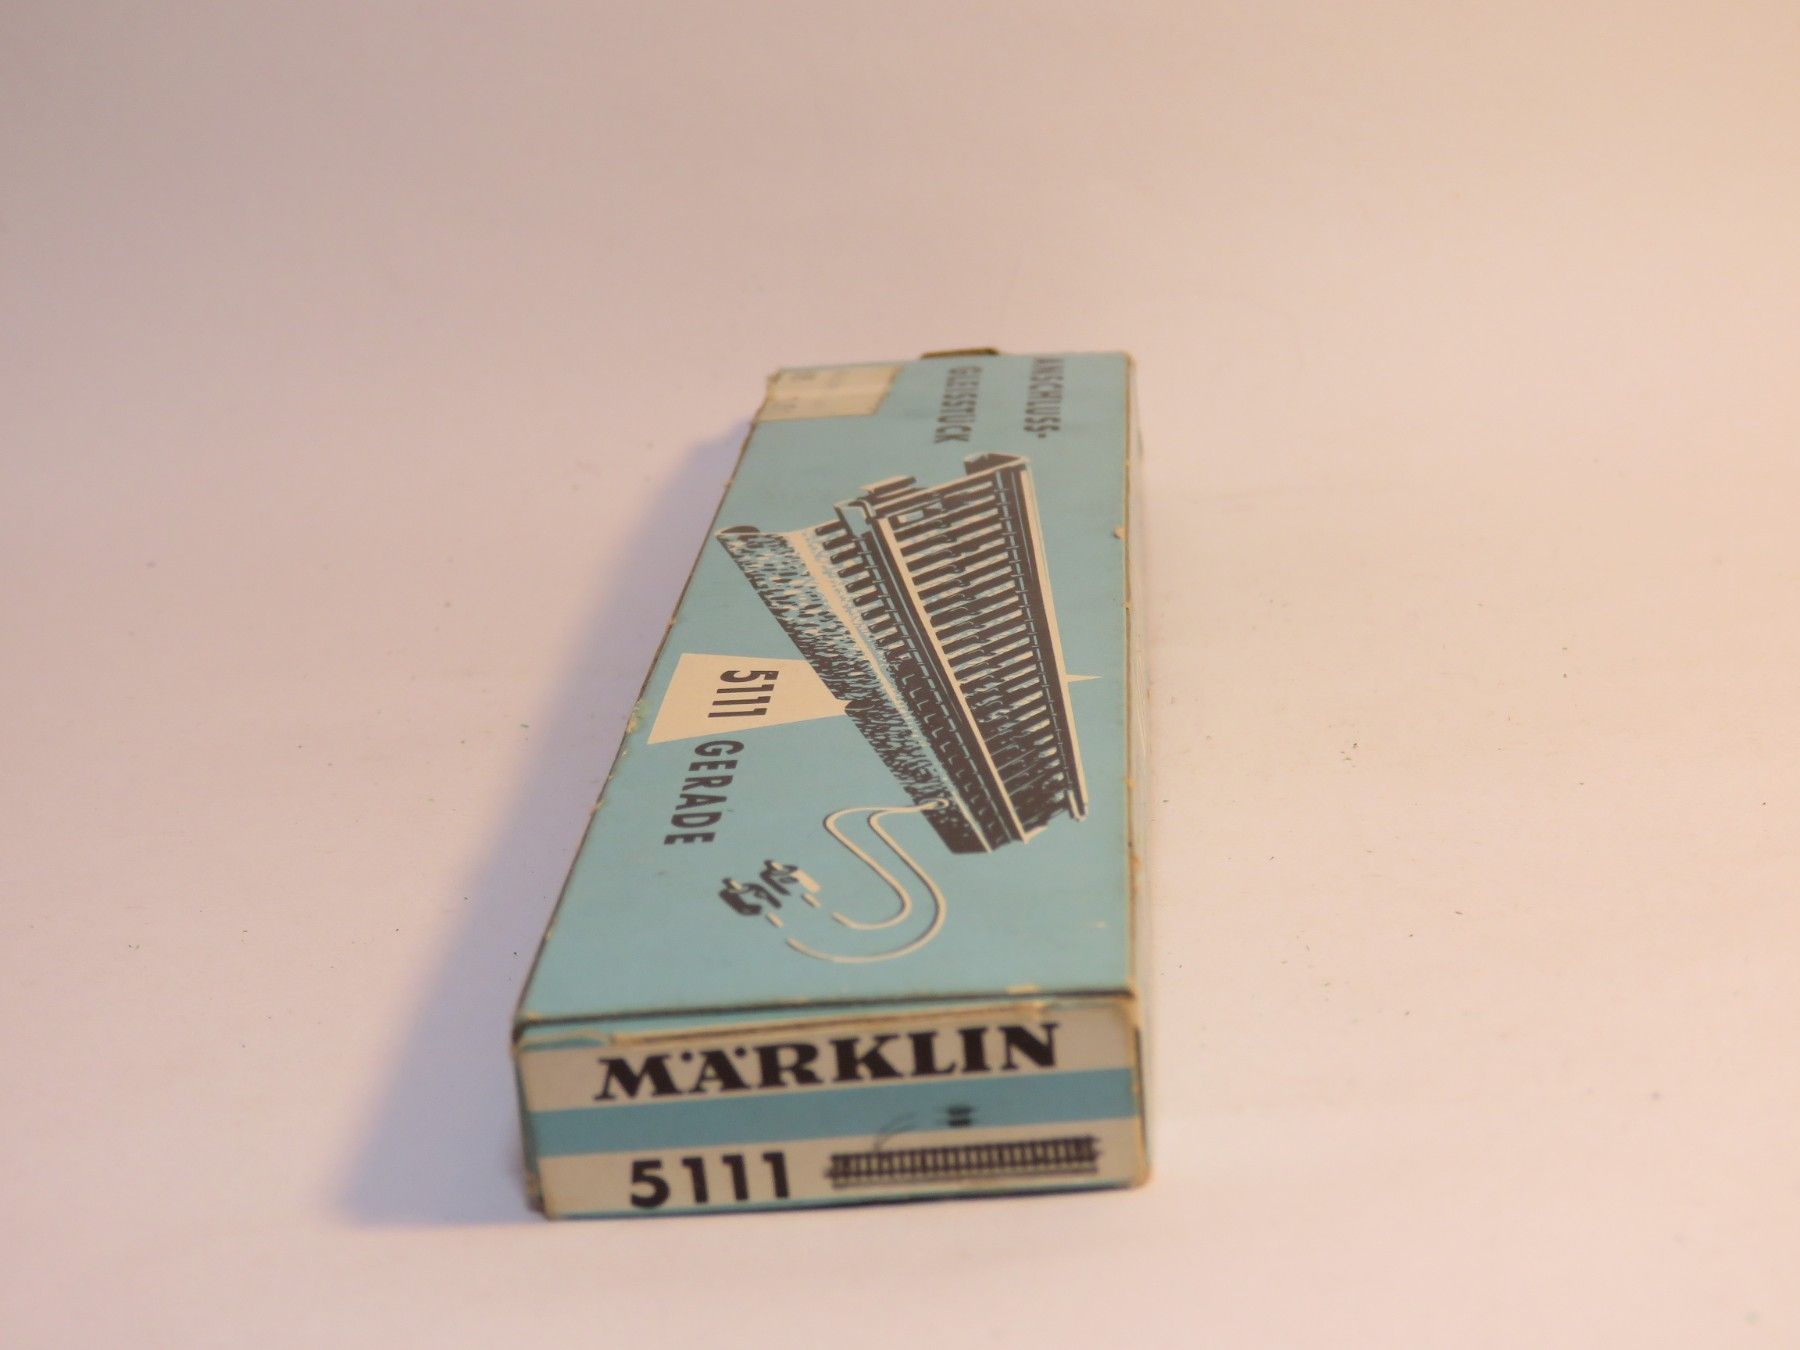 ANSCHLUSS-
GLEISSTÜCK
5111 GERADE
MÄRKLIN
5111